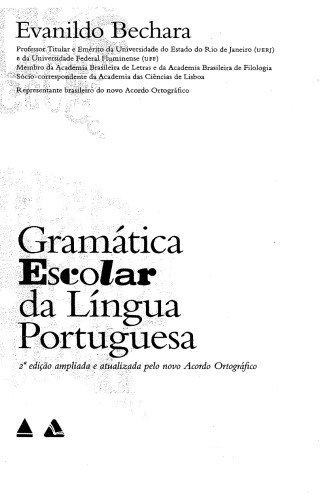 Evanildo Bechara
Professor Titular e Emérito da Universidade do Estado do Rio de Janeiro (UERJ)
e da Universidade Federal Fluminense (UFF)
Membro da Academia Brasileira de Letras e da Academia Brasileira de Filologia
Sócio-correspondente da Academia das Ciências de Lisboa
Representante brasileiro do novo Acordo Ortográfico
Gramática
Escolar
da Língua
Portuguesa
2ª edição ampliada e atualizada pelo novo Acordo Ortográfico